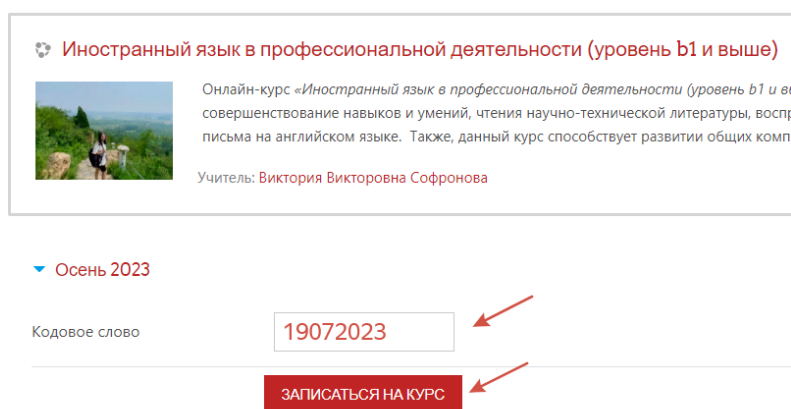 Иностранный язык в профессиональной деятельности (уровень b1 и выше)
Онлайн-курс «Иностранный язык в профессиональной деятельности (уровень b1 и
совершенствование навыков и умений, чтения научно-технической литературы,
письма на английском языке. Также, данный курс способствует развитии общих
Учитель: Виктория Викторовна Софронова
Осень 2023
Кодовое слово
19072023
ЗАПИСАТЬСЯ НА КУРС